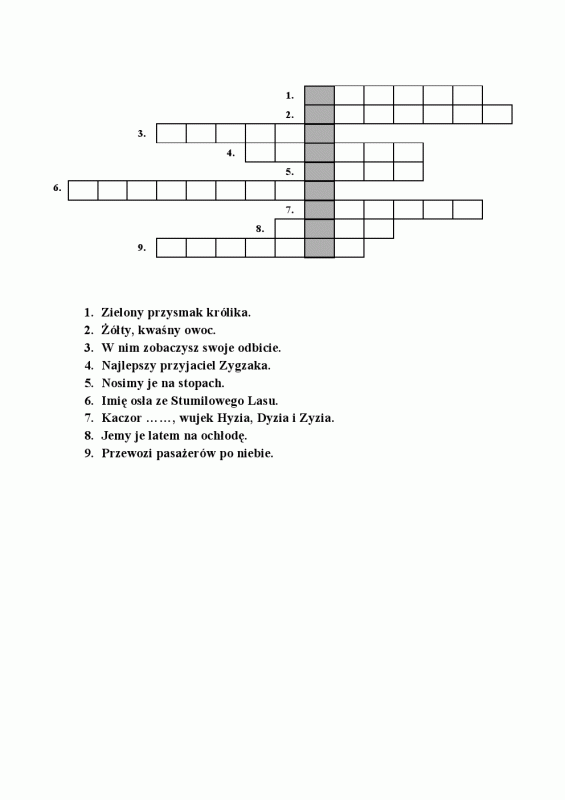 1.
2.
3.
4.
5.
6.
7.
8.
9.
1. Zielony przysmak królika.
2. Żółty, kwaśny owoc.
3. W nim zobaczysz swoje odbicie.
4. Najlepszy przyjaciel Zygzaka.
5. Nosimy je na stopach.
6. Imię osła ze Stumilowego Lasu.
7. Kaczor ……, wujek Hyzia, Dyzia i Zyzia.
8. Jemy je latem na ochłodę.
9. Przewozi pasażerów po niebie.